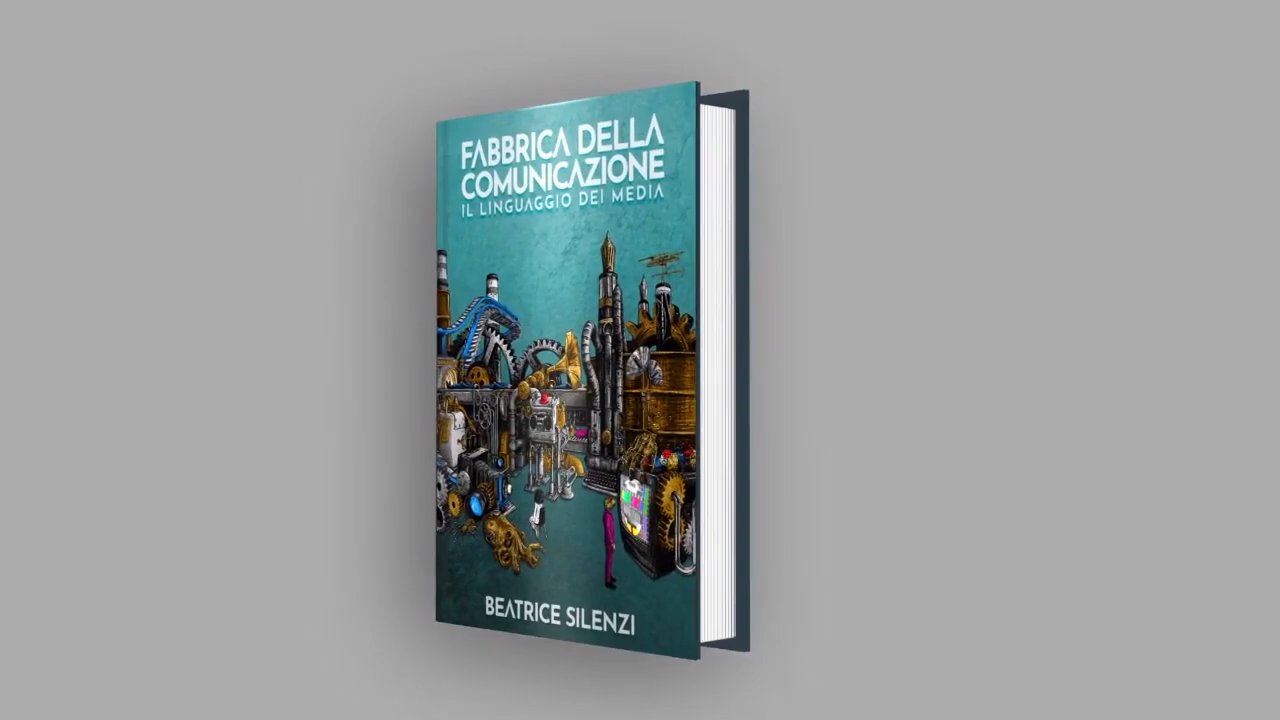 FABBRICA DELLA
COMUNICAZIONE
IL LINGUAGGIO DEI MEDIA
BEATRICE SILENZI